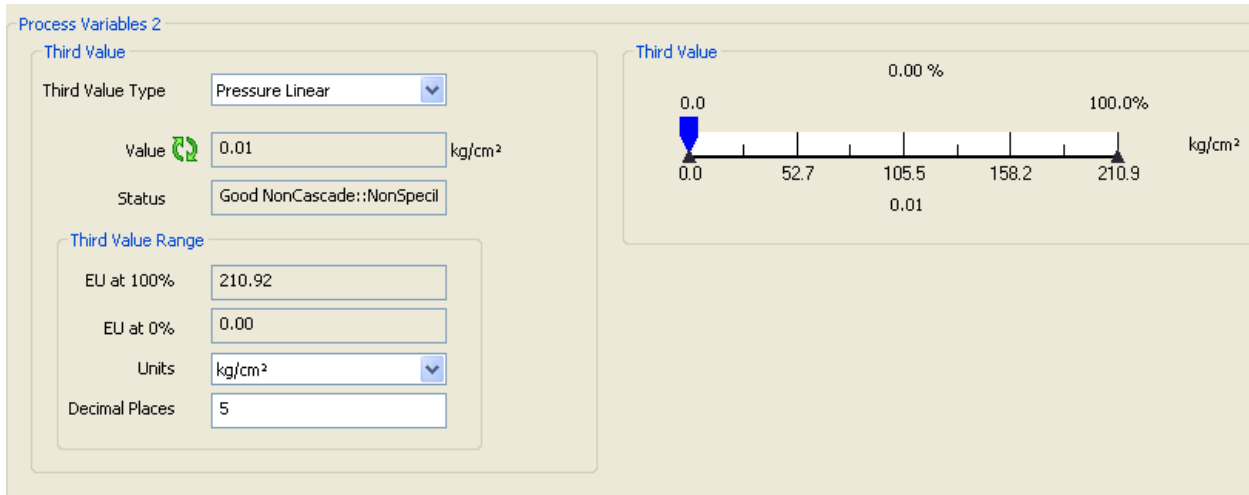 Process Variables 2
Third Value
Third Value Type
Pressure Linear
Value
0.01
kg/cm²
Status
Good NonCascade::NonSpecil
Third Value Range
EU at 100%
210.92
EU at 0%
0.00
Units
kg/cm²
Decimal Places
5
Third Value
0.00 %
0.0 100.0%
kg/cm²
0.0 52.7 105.5 158.2 210.9
0.01